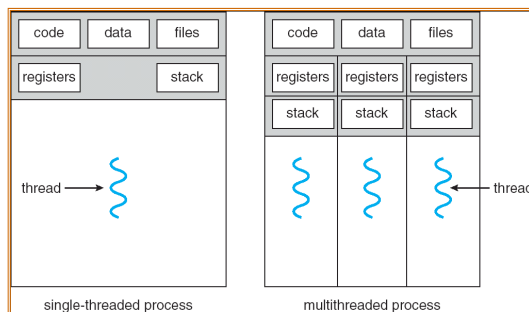 code data files
registers stack
thread
single-threaded process
code data files
registers registers registers
stack stack stack
thread
multithreaded process